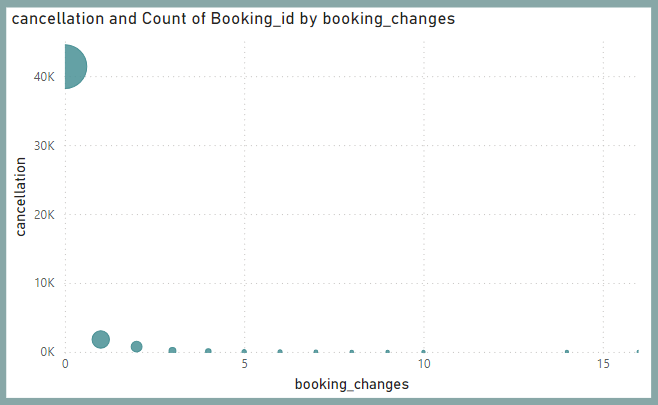 cancellation and Count of Booking_id by booking_changes
40K
30K
20K
10K
0K
cancellation
0 5 10 15
booking_changes